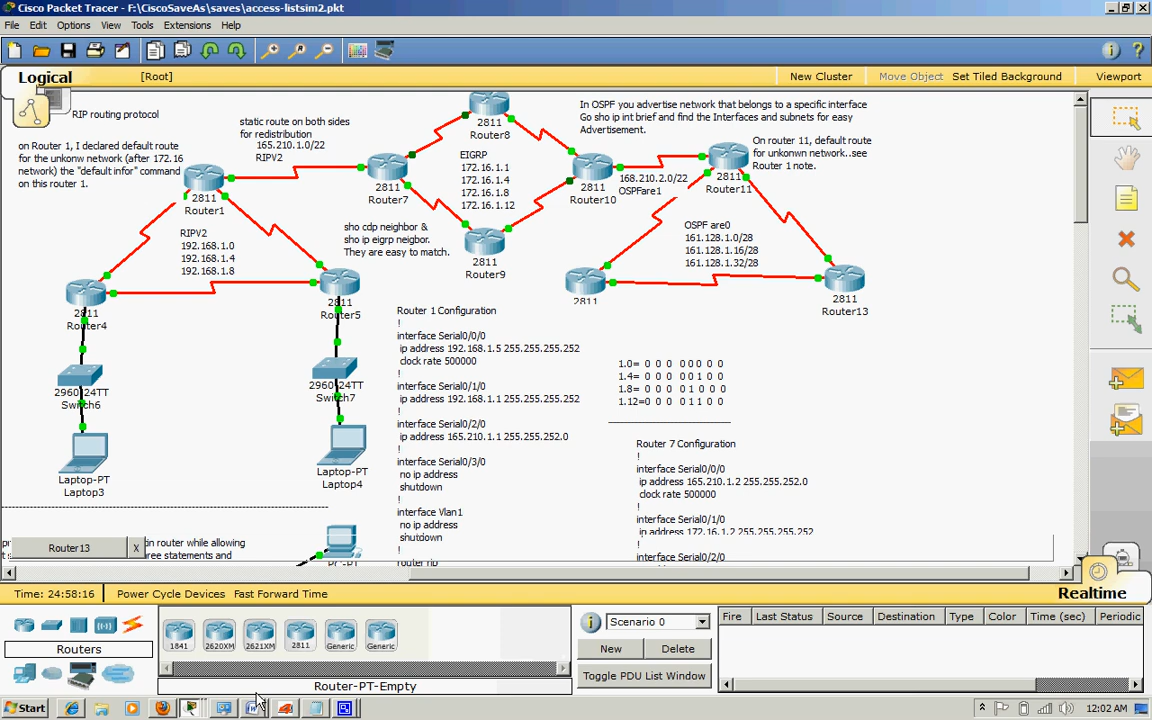 Cisco Packet Tracer - F:\CiscoSaveAs\saves\access-listsim2.pkt
File Edit Options View Tools Extensions Help
Logical [Root] New Cluster Move Object Set Tiled Background Viewport
RIP routing protocol
on Router 1, I declared default route
for the unkonw network (after 172.16
network) the "default infor" command
on this router 1.
static route on both sides
for redistribution
165.210.1.0/22
RIPV2
2811
Router8
In OSPF you advertise network that belongs to a specific interface
Go sho ip int brief and find the Interfaces and subnets for easy
Advertisement.
On router 11, default
route for unkonwn network..see
Router 1 note.
2811
Router1
2811
Router7
EIGRP
172.16.1.1
172.16.1.4
172.16.1.8
172.16.1.12
2811
Router10
168.210.2.0/22
OSPFare1
2811
Router11
RIPV2
192.168.1.0
192.168.1.4
192.168.1.8
sho cdp neighbor &
sho ip eigrp neigbor.
They are easy to match.
2811
Router9
OSPF are0
161.128.1.0/28
161.128.1.16/28
161.128.1.32/28
2811
Router4
2811
Router5
2811
2811
Router13
2960-24TT
Switch6
2960-24TT
Switch7
Laptop-PT
Laptop3
Laptop-PT
Laptop4
Router 1 Configuration
!
interface Serial0/0/0
ip address 192.168.1.5 255.255.255.252
clock rate 500000
!
interface Serial0/1/0
ip address 192.168.1.1 255.255.255.252
!
interface Serial0/2/0
ip address 165.210.1.1 255.255.252.0
!
interface Serial0/3/0
no ip address
shutdown
!
interface Vlan1
no ip address
shutdown
!
router rip
1.0= 0 0 0 0 0 0 0 0
1.4= 0 0 0 0 0 1 0 0
1.8= 0 0 0 0 1 0 0 0
1.12=0 0 0 0 1 1 0 0
Router 7 Configuration
!
interface Serial0/0/0
ip address 165.210.1.2 255.255.252.0
clock rate 500000
!
interface Serial0/1/0
ip address 172.16.1.2 255.255.255.252
!
interface Serial0/2/0
in router while allowing
statements and
PC-PT
Router13 X
Time: 24:58:16 Power Cycle Devices Fast Forward Time Realtime
Routers
1841 2620XM 2621XM 2811 Generic Generic
Router-PT-Empty
Scenario 0
New Delete
Toggle PDU List Window
Fire Last Status Source Destination Type Color Time (sec) Periodic
Start
12:02 AM